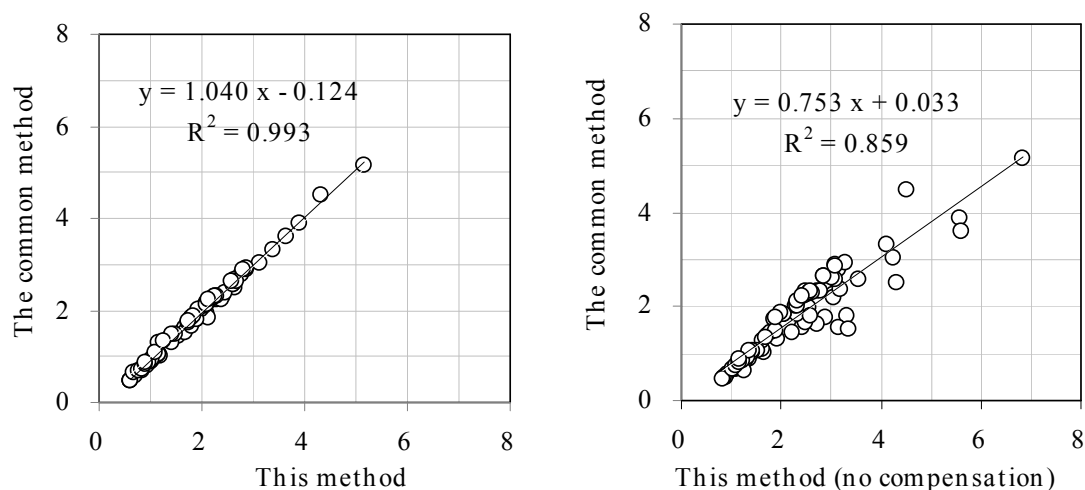 The common method
8
6
4
2
0
y = 1.040 x - 0.124
R² = 0.993
0 2 4 6 8
This method
The common method
8
6
4
2
0
y = 0.753 x + 0.033
R² = 0.859
0 2 4 6 8
This method (no compensation)